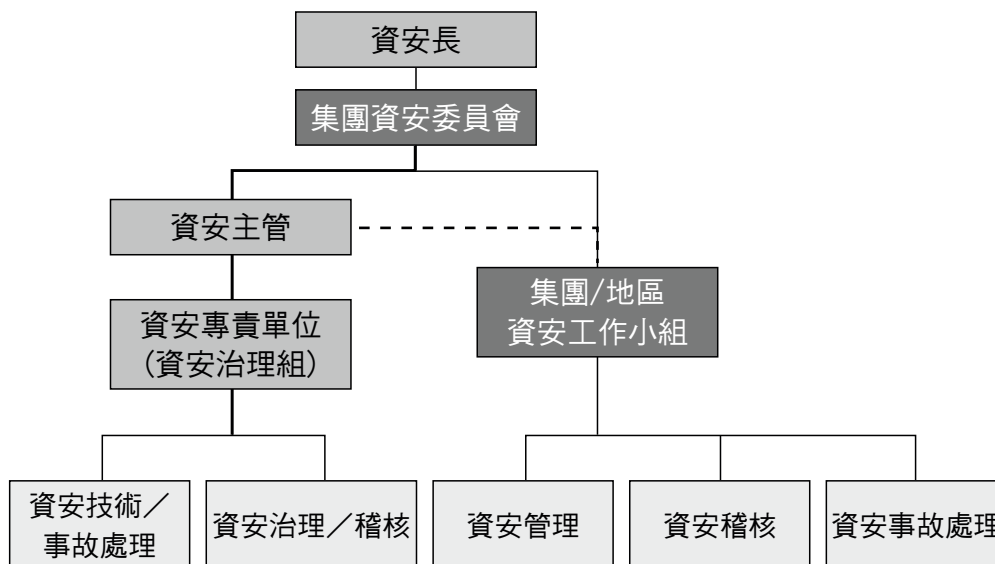 資安長
集團資安委員會
資安主管
集團/地區
資安工作小組
資安專責單位
(資安治理組)
資安技術／
事故處理
資安治理／稽核
資安管理
資安稽核
資安事故處理